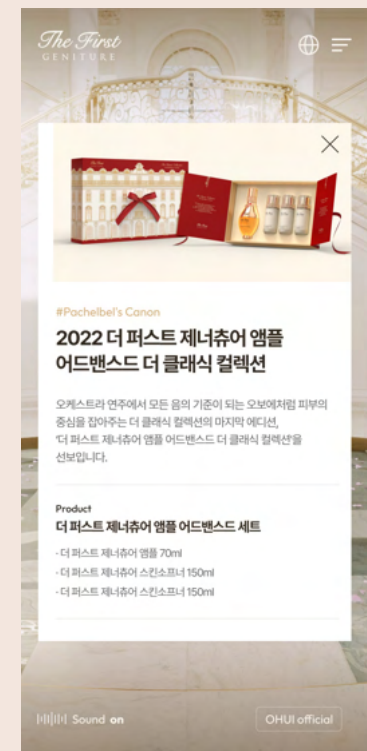 The First
GENITURE
#Pachelbel's Canon
2022 더 퍼스트 제너츄어 앰플
어드밴스드 더 클래식 컬렉션
오케스트라 연주에서 모든 음의 기준이 되는 오보에처럼 피부의
중심을 잡아주는 더 클래식 컬렉션의 마지막 에디션,
'더 퍼스트 제너츄어 앰플 어드밴스드 더 클래식 컬렉션'을
선보입니다.
Product
더 퍼스트 제너츄어 앰플 어드밴스드 세트
· 더 퍼스트 제너츄어 앰플 70ml
· 더 퍼스트 제너츄어 스킨소프너 150ml
· 더 퍼스트 제너츄어 스킨소프너 150ml
Sound on
OHUI official